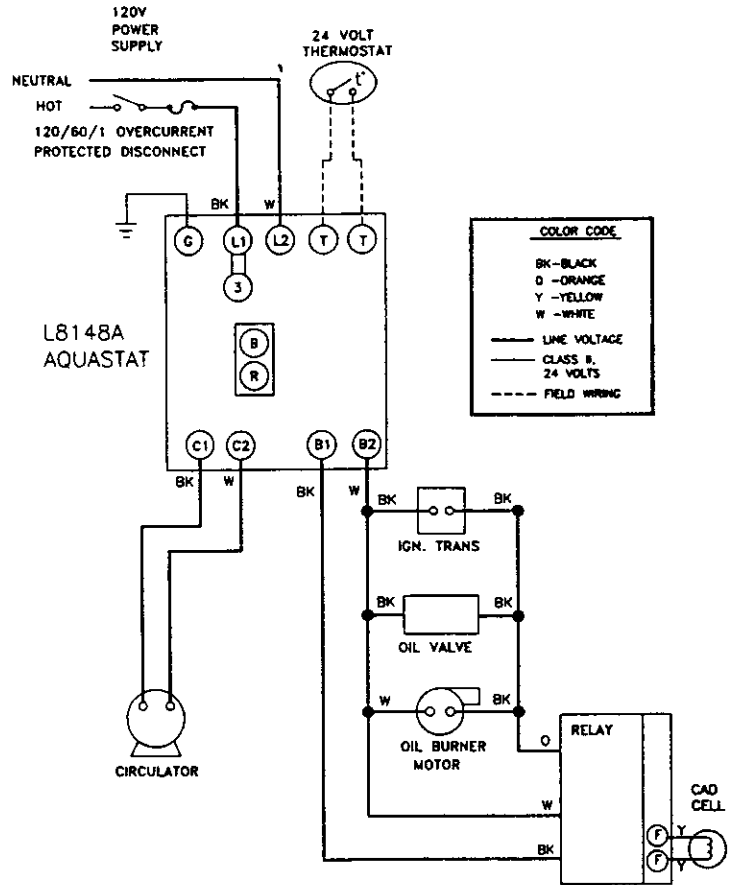 120V
POWER
SUPPLY
24 VOLT
THERMOSTAT
t°
NEUTRAL
HOT
120/60/1 OVERCURRENT
PROTECTED DISCONNECT
BK
W
G
L1
L2
T
T
3
L8148A
AQUASTAT
B
R
C1
C2
B1
B2
BK
W
BK
W
COLOR CODE
BK-BLACK
O -ORANGE
Y -YELLOW
W -WHITE
LINE VOLTAGE
CLASS II,
24 VOLTS
FIELD WIRING
BK
BK
IGN. TRANS
BK
BK
OIL VALVE
W
BK
OIL BURNER
MOTOR
CIRCULATOR
O
RELAY
W
BK
F
Y
F
Y
CAD
CELL